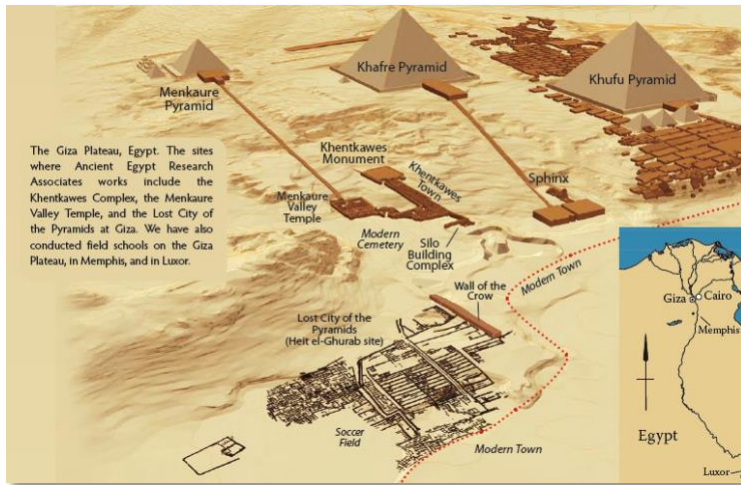 Khafre Pyramid
Khufu Pyramid
Menkaure
Pyramid
The Giza Plateau, Egypt. The sites
where Ancient Egypt Research
Associates works include the
Khentkawes Complex, the Menkaure
Valley Temple, and the Lost City of
the Pyramids at Giza. We have also
conducted field schools on the Giza
Plateau, in Memphis, and in Luxor.
Khentkawes
Monument
Khentkawes
Town
Sphinx
Menkaure
Valley
Temple
Modern
Cemetery
Silo
Building
Complex
Modern Town
Wall of the
Crow
Lost City of the
Pyramids
(Heit el-Ghurab site)
Soccer
Field
Modern Town
Giza
Cairo
Memphis
Egypt
Luxor